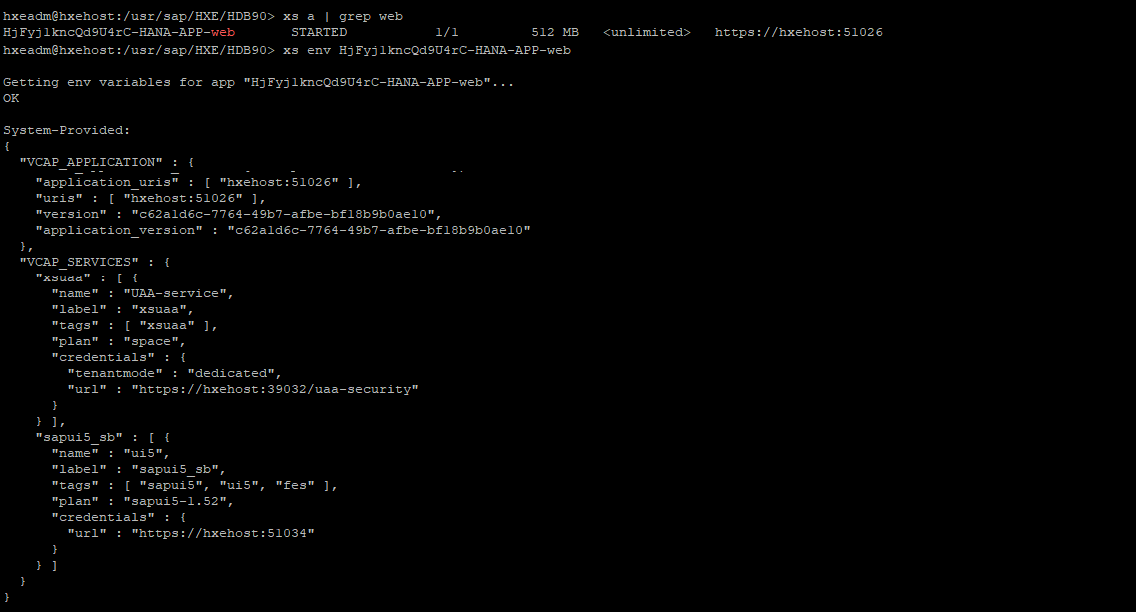 hxeadm@hxehost:/usr/sap/HXE/HDB90> xs a | grep web
HjFyj1kncQd9U4rC-HANA-APP-web STARTED 1/1 512 MB <unlimited> https://hxehost:51026
hxeadm@hxehost:/usr/sap/HXE/HDB90> xs env HjFyj1kncQd9U4rC-HANA-APP-web
Getting env variables for app "HjFyj1kncQd9U4rC-HANA-APP-web"...
OK
System-Provided:
{
"VCAP_APPLICATION" : {
"application_uris" : [ "hxehost:51026" ],
"uris" : [ "hxehost:51026" ],
"version" : "c62a1d6c-7764-49b7-afbe-bf18b9b0ae10",
"application_version" : "c62a1d6c-7764-49b7-afbe-bf18b9b0ae10"
},
"VCAP_SERVICES" : {
"xsuaa" : [ {
"name" : "UAA-service",
"label" : "xsuaa",
"tags" : [ "xsuaa" ],
"plan" : "space",
"credentials" : {
"tenantmode" : "dedicated",
"url" : "https://hxehost:39032/uaa-security"
}
} ],
"sapui5_sb" : [ {
"name" : "ui5",
"label" : "sapui5_sb",
"tags" : [ "sapui5", "ui5", "fes" ],
"plan" : "sapui5-1.52",
"credentials" : {
"url" : "https://hxehost:51034"
}
} ]
}
}